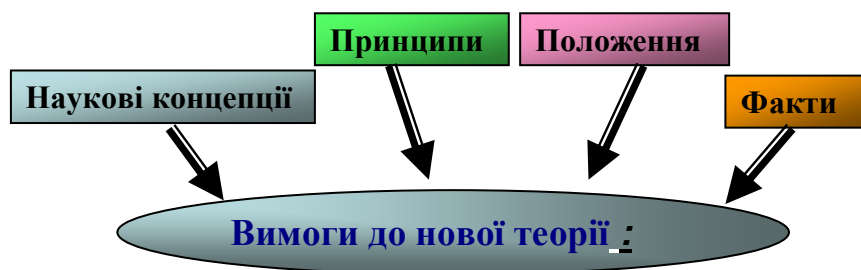 Принципи
Положення
Наукові концепції
Факти
Вимоги до нової теорії :